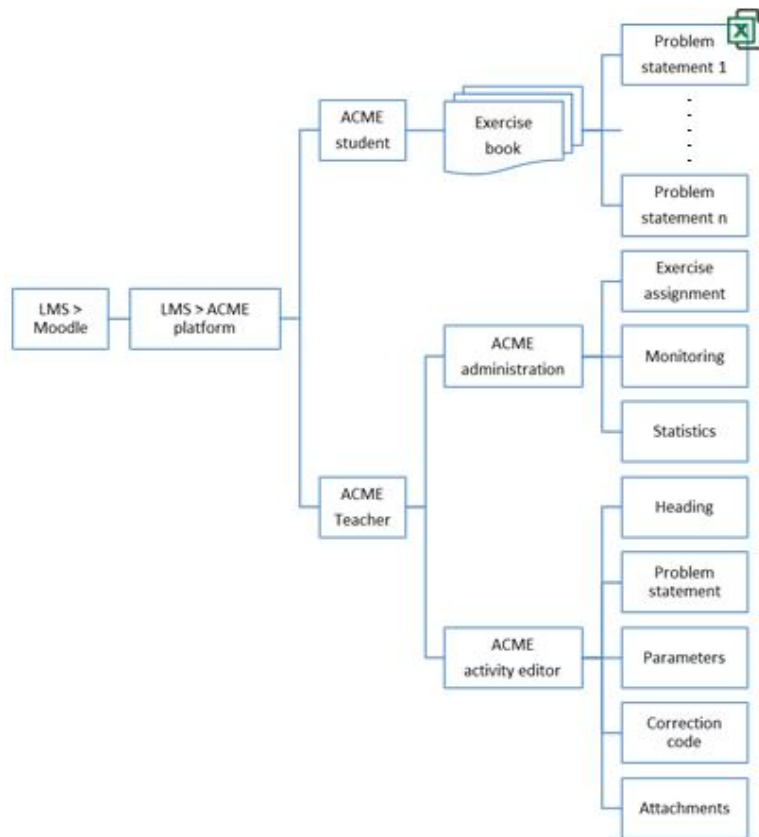 Problem
statement 1
ACME
student
Exercise
book
Problem
statement n
Exercise
assignment
LMS >
Moodle
LMS > ACME
platform
ACME
administration
Monitoring
Statistics
ACME
Teacher
Heading
Problem
statement
ACME
activity editor
Parameters
Correction
code
Attachments